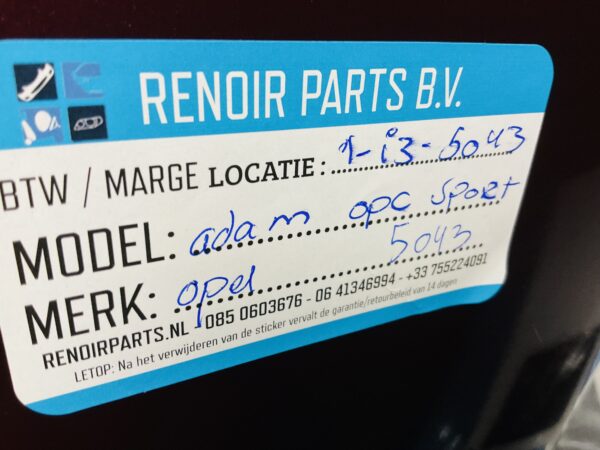 RENOIR PARTS B.V.
BTW / MARGE LOCATIE: 1-i3-5043
MODEL: adam opc sport
5043
MERK: opel
RENOIRPARTS.NL - 085 0603676 - 06 41346994 - +33 755224091
LETOP: Na het verwijderen van de sticker vervalt de garantie/retourbeleid van 14 dagen